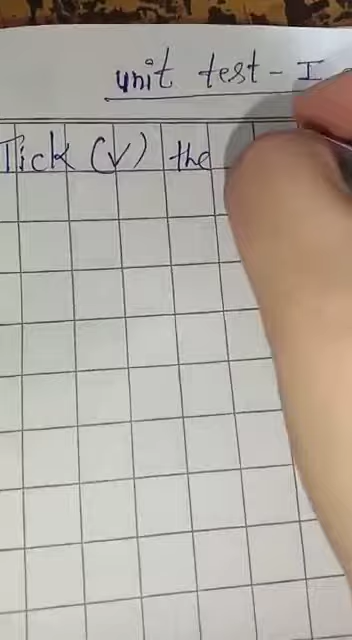 unit test - I
Tick (√) the